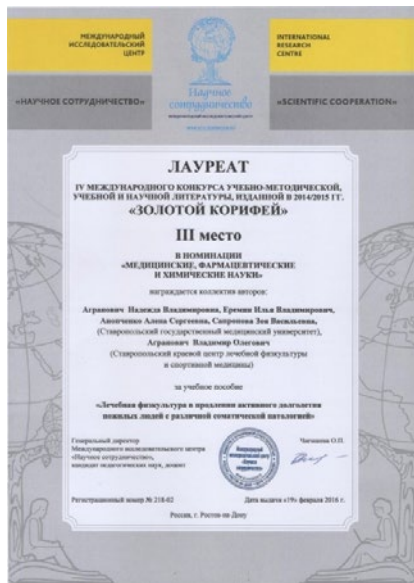 МЕЖДУНАРОДНЫЙ
ИССЛЕДОВАТЕЛЬСКИЙ
ЦЕНТР
INTERNATIONAL
RESEARCH
CENTRE
«НАУЧНОЕ СОТРУДНИЧЕСТВО»
Научное
сотрудничество
«SCIENTIFIC COOPERATION»
ЛАУРЕАТ
IV МЕЖДУНАРОДНОГО КОНКУРСА УЧЕБНО-МЕТОДИЧЕСКОЙ,
УЧЕБНОЙ И НАУЧНОЙ ЛИТЕРАТУРЫ, ИЗДАННОЙ В 2014/2015 ГГ.
«ЗОЛОТОЙ КОРИФЕЙ»
III место
В НОМИНАЦИИ
«МЕДИЦИНСКИЕ, ФАРМАЦЕВТИЧЕСКИЕ
И ХИМИЧЕСКИЕ НАУКИ»
награждается коллектив авторов:
Агранович Надежда Владимировна, Еремин Илья Владимирович,
Анопченко Алена Сергеевна, Сапронова Зоя Васильевна,
(Ставропольский государственный медицинский университет),
Агранович Владимир Олегович
(Ставропольский краевой центр лечебной физкультуры
и спортивной медицины)
за учебное пособие
«Лечебная физкультура в продлении активного долголетия
пожилых людей с различной соматической патологией»
Генеральный директор
Международного исследовательского центра
«Научное сотрудничество»,
кандидат педагогических наук, доцент
Чигишева О.П.
Регистрационный номер № 218-02
Дата выдачи «19» февраля 2016 г.
Россия, г. Ростов-на-Дону